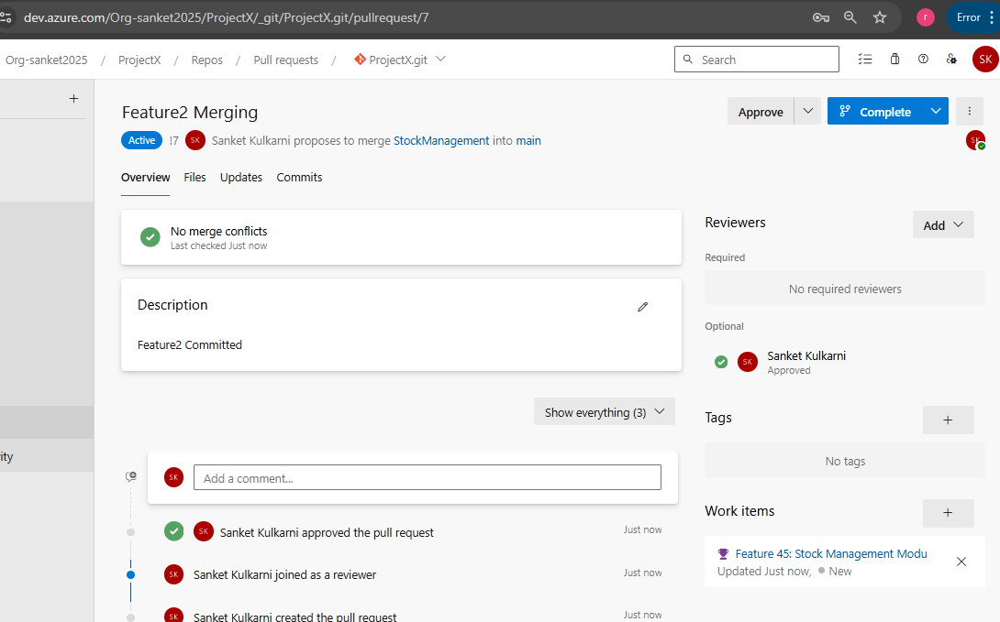 dev.azure.com/Org-sanket2025/ProjectX/_git/ProjectX.git/pullrequest/7
r
Error
Org-sanket2025 / ProjectX / Repos / Pull requests / ProjectX.git
Search
SK
+
Feature2 Merging
Approve
Complete
Active !7 SK Sanket Kulkarni proposes to merge StockManagement into main
SK
Overview Files Updates Commits
No merge conflicts
Last checked Just now
Reviewers
Add
Required
No required reviewers
Description
Feature2 Committed
Optional
SK Sanket Kulkarni
Approved
Show everything (3)
Tags
+
No tags
rity
SK Add a comment...
Work items
+
SK Sanket Kulkarni approved the pull request Just now
Feature 45: Stock Management Modu
Updated Just now, New
SK Sanket Kulkarni joined as a reviewer Just now
SK Sanket Kulkarni created the pull request Just now